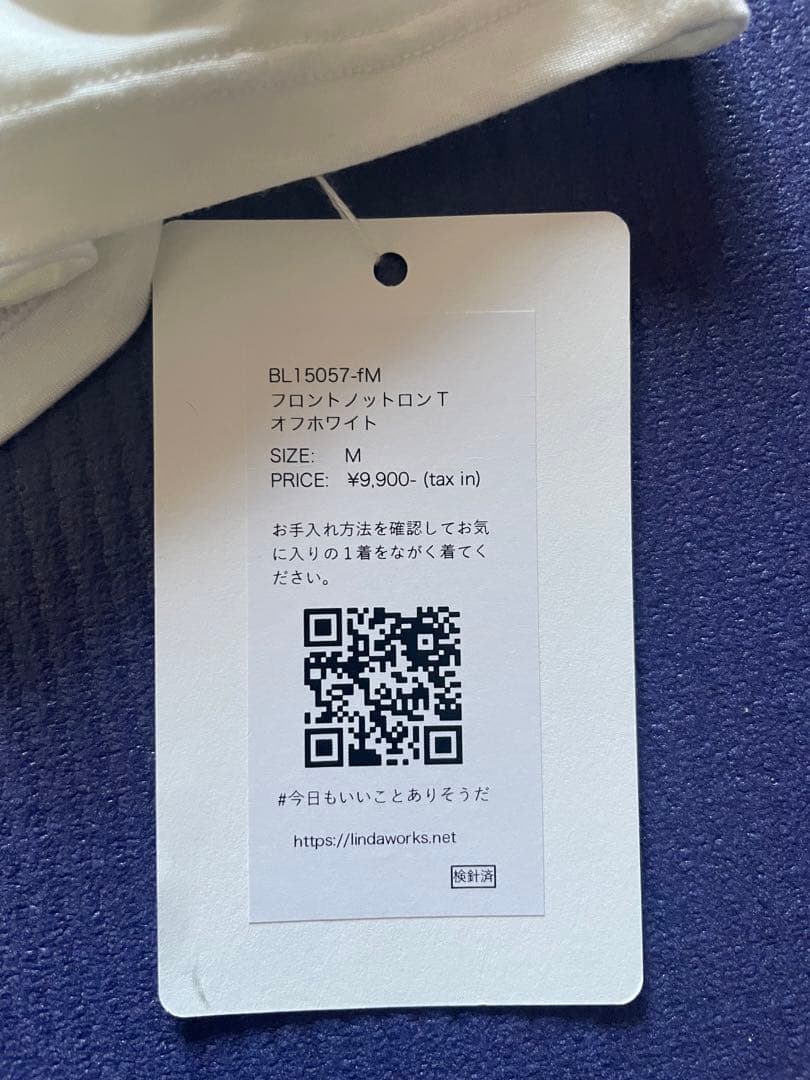 BL15057-fM
フロントノットロンT
オフホワイト
SIZE: M
PRICE: ¥9,900- (tax in)
お手入れ方法を確認してお気
に入りの1着をながく着てく
ださい。
#今日もいいことありそうだ
https://lindaworks.net
検針済